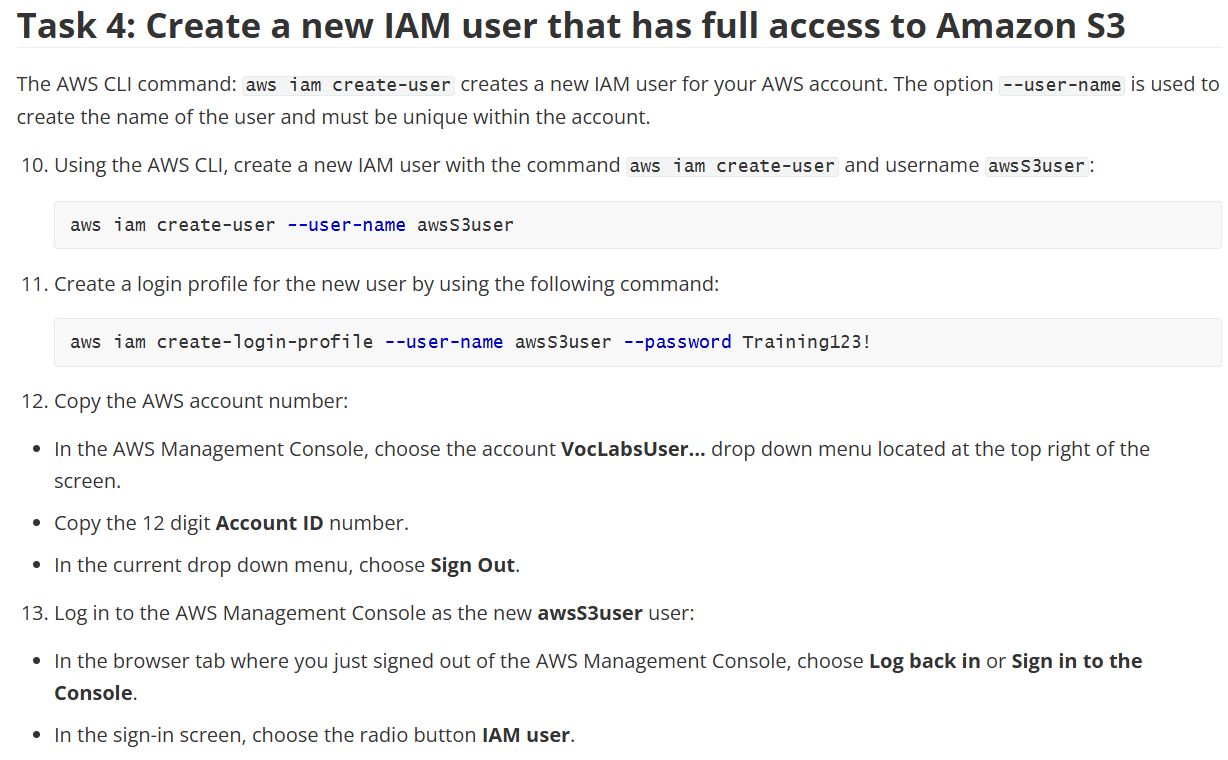 Task 4: Create a new IAM user that has full access to Amazon S3
The AWS CLI command: aws iam create-user creates a new IAM user for your AWS account. The option --user-name is used to
create the name of the user and must be unique within the account.
10. Using the AWS CLI, create a new IAM user with the command aws iam create-user and username awsS3user:
aws iam create-user --user-name awsS3user
11. Create a login profile for the new user by using the following command:
aws iam create-login-profile --user-name awsS3user --password Training123!
12. Copy the AWS account number:
• In the AWS Management Console, choose the account VocLabsUser... drop down menu located at the top right of the
screen.
• Copy the 12 digit Account ID number.
• In the current drop down menu, choose Sign Out.
13. Log in to the AWS Management Console as the new awsS3user user:
• In the browser tab where you just signed out of the AWS Management Console, choose Log back in or Sign in to the
Console.
• In the sign-in screen, choose the radio button IAM user.